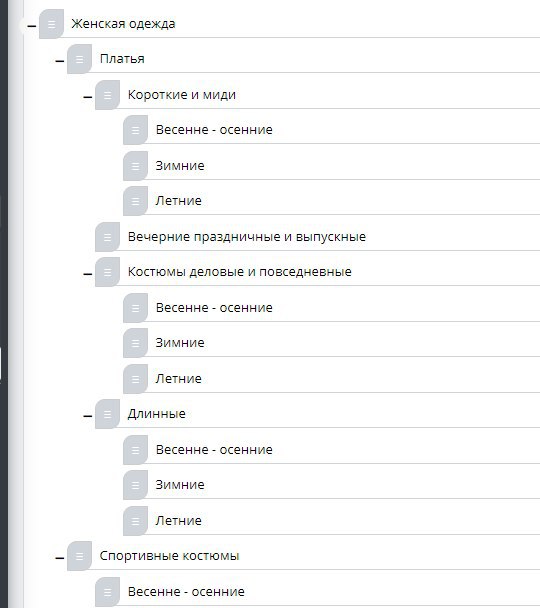 Женская одежда
Платья
Короткие и миди
Весенне - осенние
Зимние
Летние
Вечерние праздничные и выпускные
Костюмы деловые и повседневные
Весенне - осенние
Зимние
Летние
Длинные
Весенне - осенние
Зимние
Летние
Спортивные костюмы
Весенне - осенние